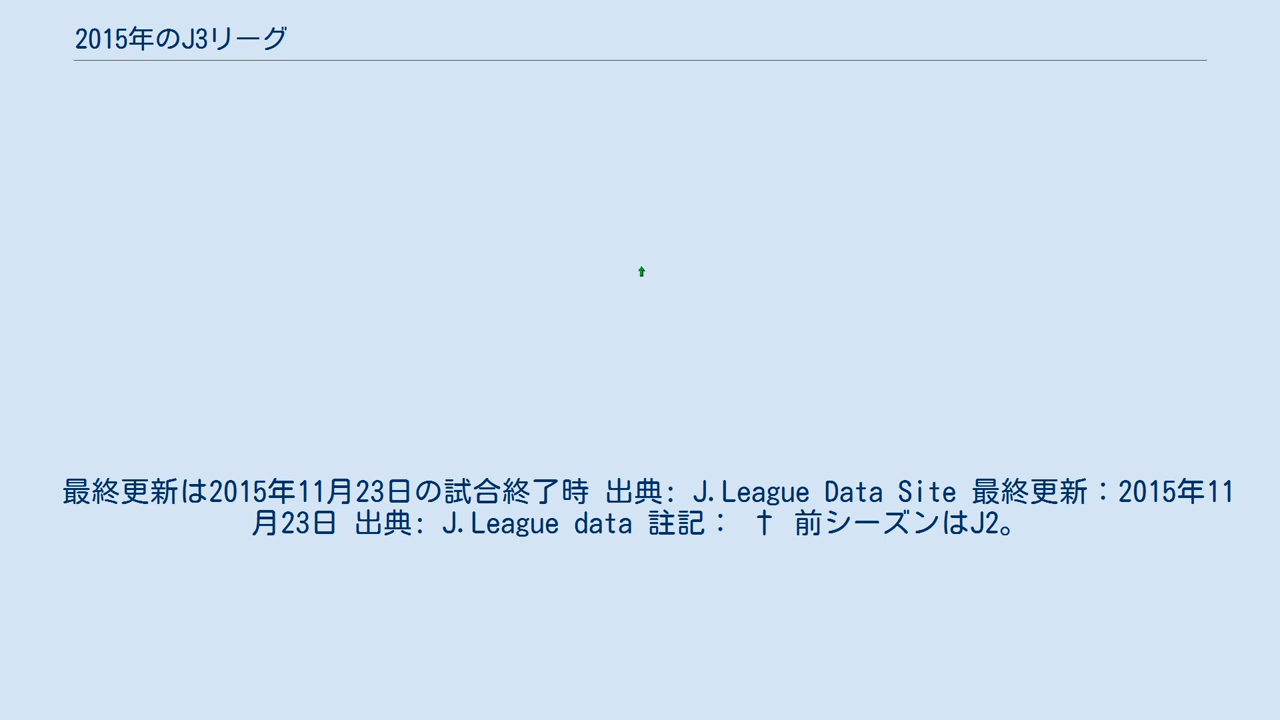 2015年のJ3リーグ
最終更新は2015年11月23日の試合終了時 出典: J.League Data Site 最終更新：2015年11
月23日 出典: J.League data 註記： † 前シーズンはJ2。